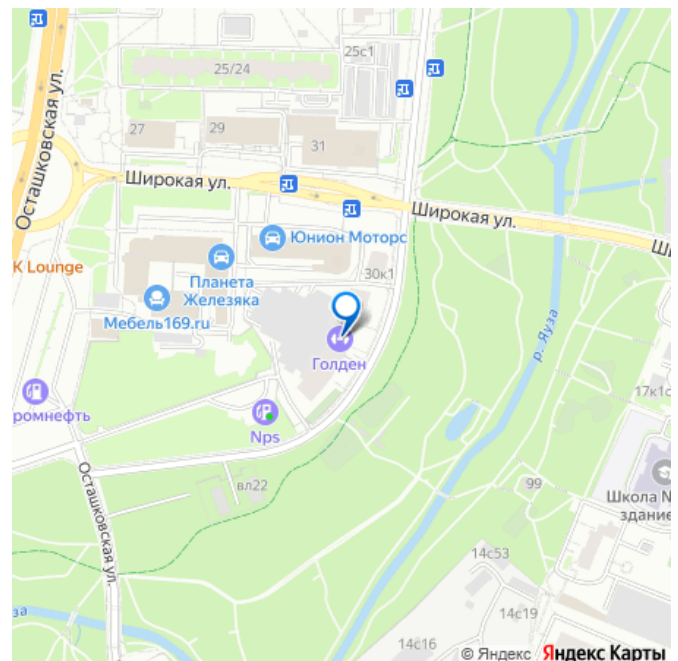 25с1
25/24
Осташковская ул.
27
29
31
Широкая ул.
Широкая ул.
Юнион Моторс
K Lounge
30к1
Планета
Железяка
Мебель169.ru
р. Яуза
Голден
17к1с
ромнефть
Nps
Осташковская ул.
вл22
99
Школа N
здание
14с53
14с19
14с16
© Яндекс Яндекс Карты